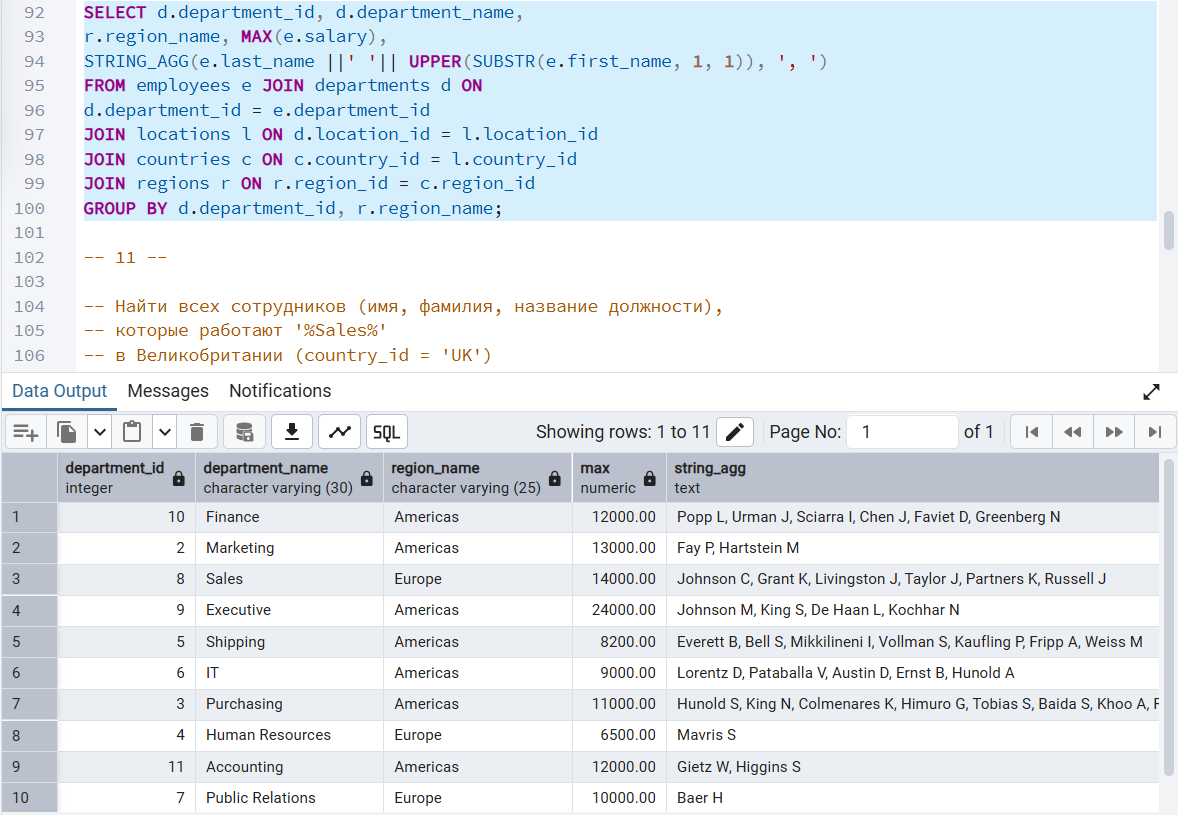 92 SELECT d.department_id, d.department_name,
93 r.region_name, MAX(e.salary),
94 STRING_AGG(e.last_name ||' '|| UPPER(SUBSTR(e.first_name, 1, 1)), ', ')
95 FROM employees e JOIN departments d ON
96 d.department_id = e.department_id
97 JOIN locations l ON d.location_id = l.location_id
98 JOIN countries c ON c.country_id = l.country_id
99 JOIN regions r ON r.region_id = c.region_id
100 GROUP BY d.department_id, r.region_name;
101
102 -- 11 --
103
104 -- Найти всех сотрудников (имя, фамилия, название должности),
105 -- которые работают '%Sales%'
106 -- в Великобритании (country_id = 'UK')
Data Output Messages Notifications
SQL Showing rows: 1 to 11 Page No: 1 of 1
department_id department_name region_name max string_agg
integer character varying (30) character varying (25) numeric text
1 10 Finance Americas 12000.00 Popp L, Urman J, Sciarra I, Chen J, Faviet D, Greenberg N
2 2 Marketing Americas 13000.00 Fay P, Hartstein M
3 8 Sales Europe 14000.00 Johnson C, Grant K, Livingston J, Taylor J, Partners K, Russell J
4 9 Executive Americas 24000.00 Johnson M, King S, De Haan L, Kochhar N
5 5 Shipping Americas 8200.00 Everett B, Bell S, Mikkilineni I, Vollman S, Kaufling P, Fripp A, Weiss M
6 6 IT Americas 9000.00 Lorentz D, Pataballa V, Austin D, Ernst B, Hunold A
7 3 Purchasing Americas 11000.00 Hunold S, King N, Colmenares K, Himuro G, Tobias S, Baida S, Khoo A,
8 4 Human Resources Europe 6500.00 Mavris S
9 11 Accounting Americas 12000.00 Gietz W, Higgins S
10 7 Public Relations Europe 10000.00 Baer H